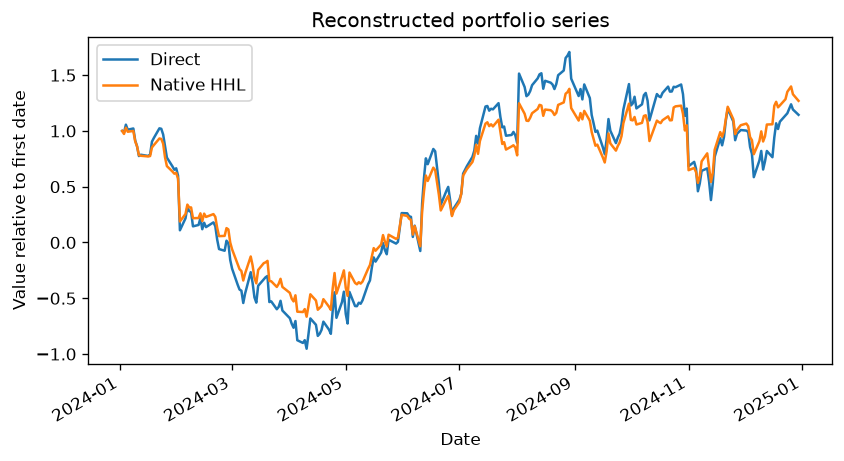 Reconstructed portfolio series
Direct
Native HHL
Value relative to first date
1.5
1.0
0.5
0.0
−0.5
−1.0
2024-01
2024-03
2024-05
2024-07
2024-09
2024-11
2025-01
Date